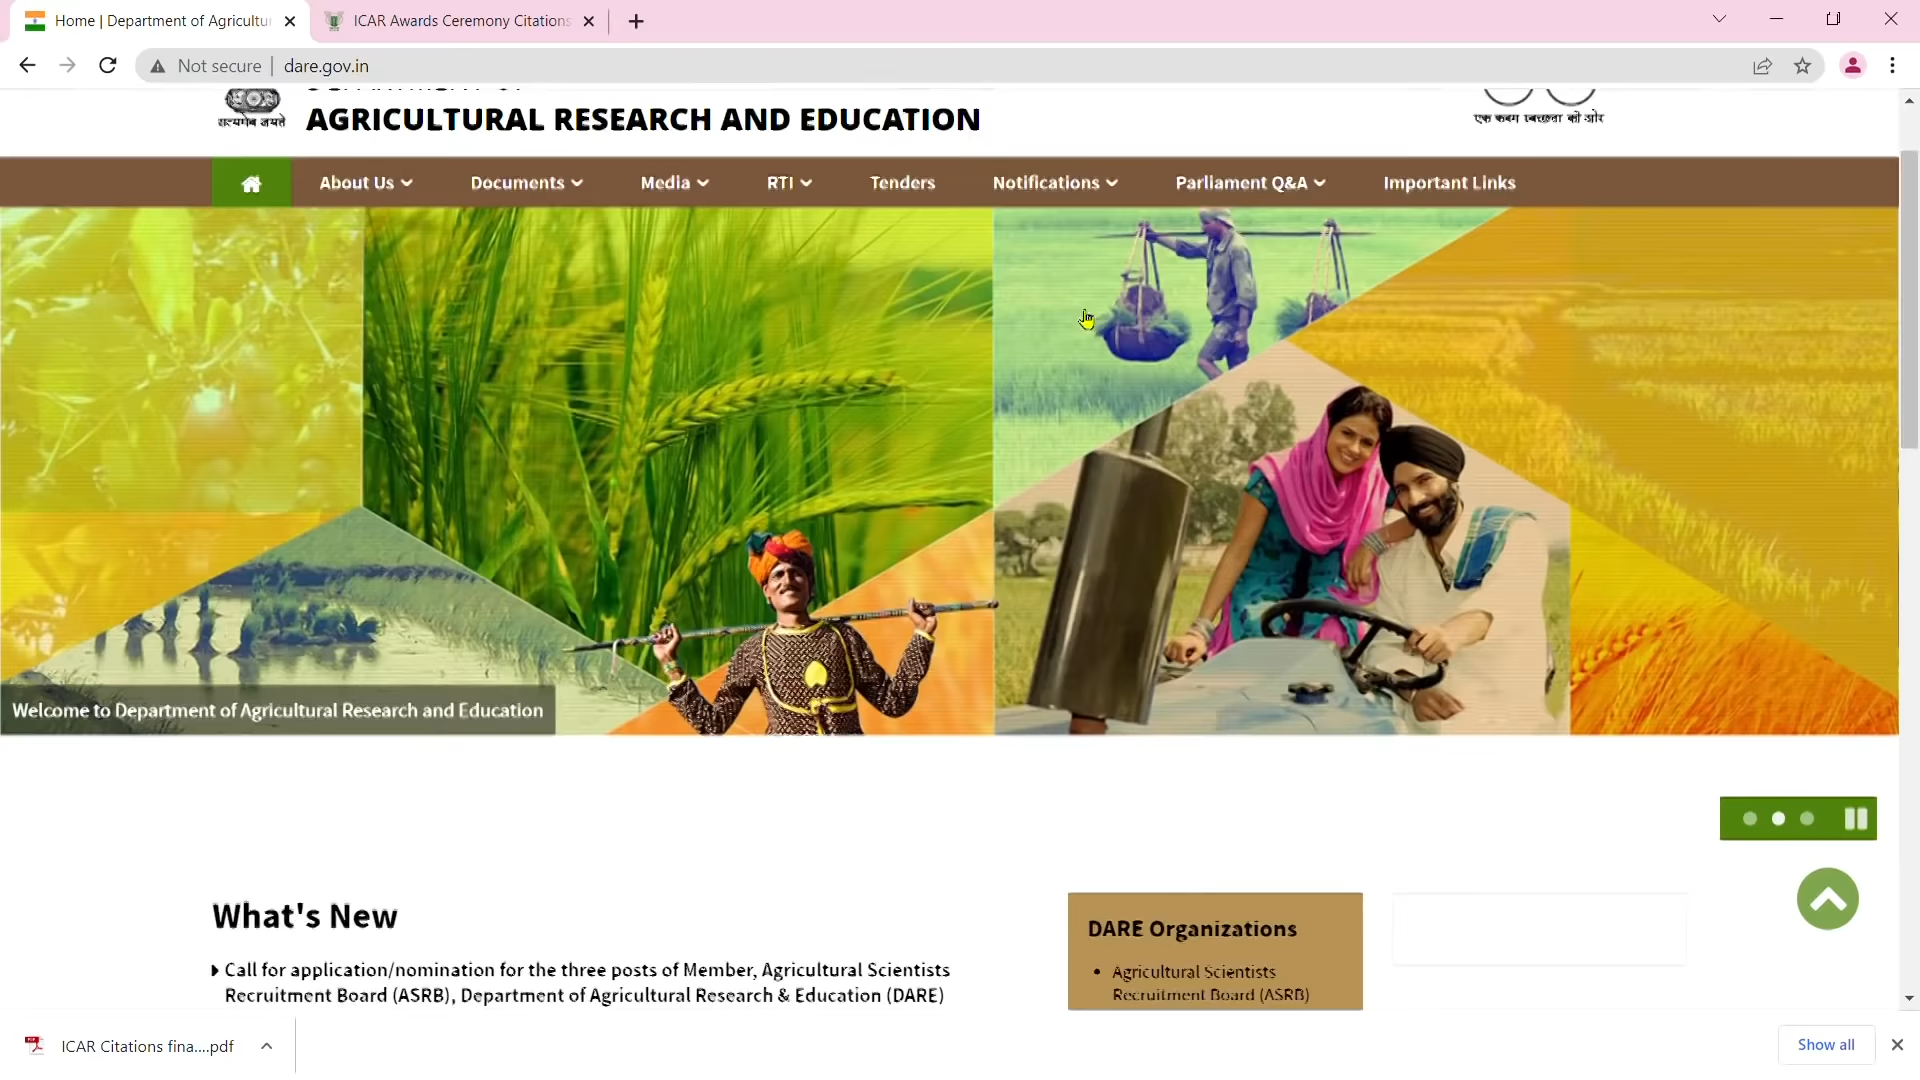 Home | Department of Agricultu
ICAR Awards Ceremony Citations
Not secure
dare.gov.in
सत्यमेव जयते
AGRICULTURAL RESEARCH AND EDUCATION
एक कदम स्वच्छता की ओर
About Us
Documents
Media
RTI
Tenders
Notifications
Parliament Q&A
Important Links
Welcome to Department of Agricultural Research and Education
What's New
Call for application/nomination for the three posts of Member, Agricultural Scientists
Recruitment Board (ASRB), Department of Agricultural Research & Education (DARE)
DARE Organizations
• Agricultural Scientists
Recruitment Board (ASRB)
ICAR Citations fina....pdf
Show all